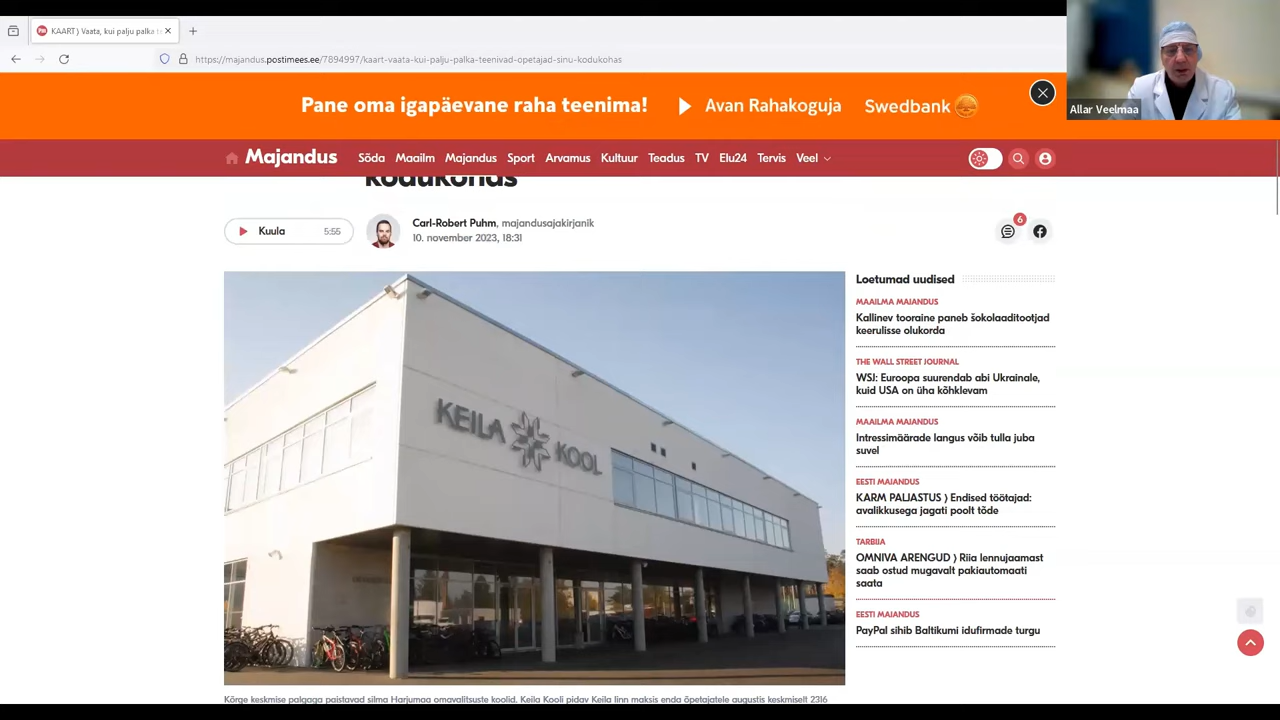 KAART ) Vaata, kui palju palka t
https://majandus.postimees.ee/7894997/kaart-vaata-kui-palju-palka-teenivad-opetajad-sinu-kodukohas
Allar Veelmaa
Pane oma igapäevane raha teenima!
Avan Rahakoguja
Swedbank
Majandus
Sõda Maailm Majandus Sport Arvamus Kultuur Teadus TV Elu24 Tervis Veel
kodukohas
Kuula 5:55
Carl-Robert Puhm, majandusajakirjanik
10. november 2023, 18:31
6
KEILA KOOL
Kõrge keskmise palgaga paistavad silma Harjumaa omavalitsuste koolid. Keila Kooli pidav Keila linn maksis enda õpetajatele augustis keskmiselt 2316
Loetumad uudised
MAAILMA MAJANDUS
Kallinev tooraine paneb šokolaaditootjad
keerulisse olukorda
THE WALL STREET JOURNAL
WSJ: Euroopa suurendab abi Ukrainale,
kuid USA on üha kõhklevam
MAAILMA MAJANDUS
Intressimäärade langus võib tulla juba
suvel
EESTI MAJANDUS
KARM PALJASTUS ) Endised töötajad:
avalikkusega jagati poolt tõde
TARBIJA
OMNIVA ARENGUD ) Riia lennujaamast
saab ostud mugavalt pakiautomaati
saata
EESTI MAJANDUS
PayPal sihib Baltikumi idufirmade turgu